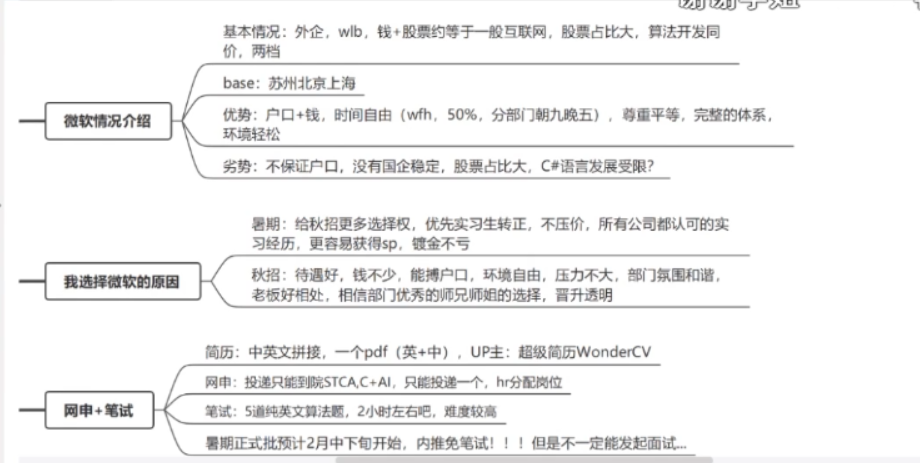 谢谢学姐
基本情况：外企，wlb，钱+股票约等于一般互联网，股票占比大，算法开发同
价，两档
base：苏州北京上海
微软情况介绍
优势：户口+钱，时间自由（wfh，50%，分部门朝九晚五），尊重平等，完整的体系，
环境轻松
劣势：不保证户口，没有国企稳定，股票占比大，C#语言发展受限？
暑期：给秋招更多选择权，优先实习生转正，不压价，所有公司都认可的实
习经历，更容易获得sp，镀金不亏
我选择微软的原因
秋招：待遇好，钱不少，能搏户口，环境自由，压力不大，部门氛围和谐，
老板好相处，相信部门优秀的师兄师姐的选择，晋升透明
简历：中英文拼接，一个pdf（英+中），UP主：超级简历WonderCV
网申：投递只能到院STCA,C+AI，只能投递一个，hr分配岗位
网申+笔试
笔试：5道纯英文算法题，2小时左右吧，难度较高
暑期正式批预计2月中下旬开始，内推免笔试！！！但是不一定能发起面试...